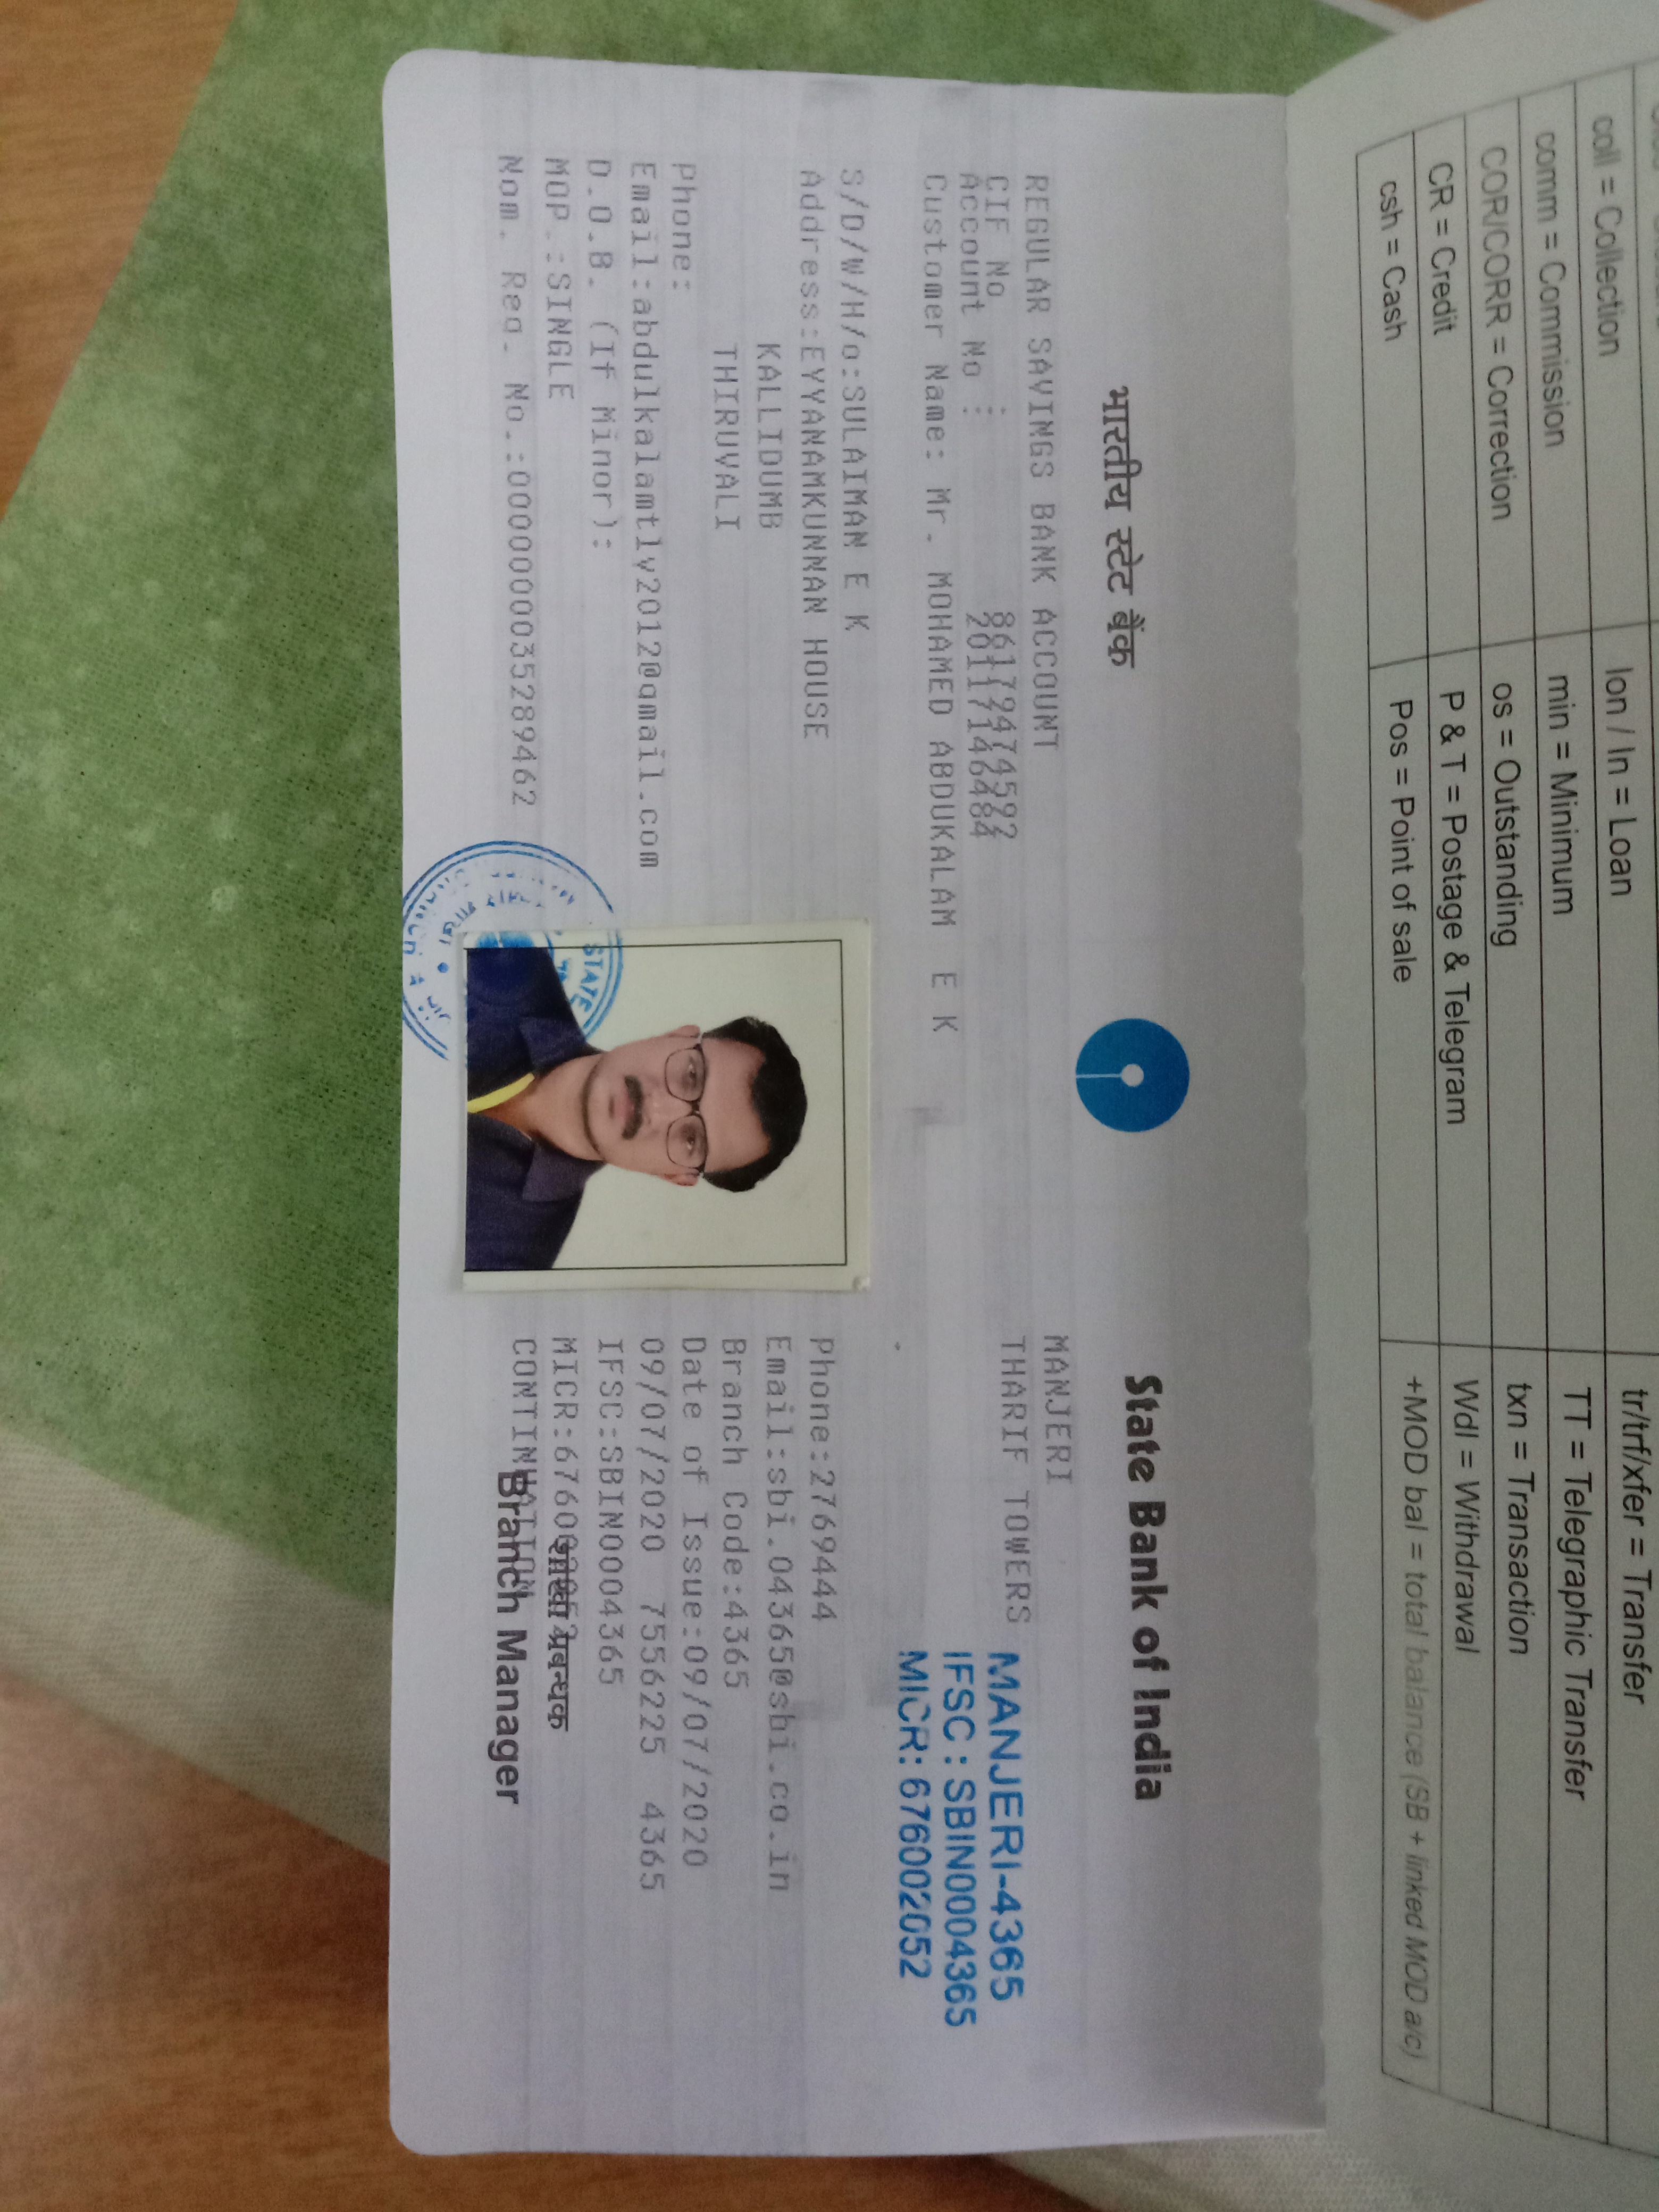 coll = Collection
lon / ln = Loan
tr/trf/xfer = Transfer
comm = Commission
min = Minimum
TT = Telegraphic Transfer
COR/CORR = Correction
os = Outstanding
txn = Transaction
CR = Credit
P & T = Postage & Telegram
Wdl = Withdrawal
csh = Cash
Pos = Point of sale
+MOD bal = total balance (SB + linked MOD a/c)
भारतीय स्टेट बैंक
State Bank of India
REGULAR SAVINGS BANK ACCOUNT
CIF No :
Account No :
Customer Name: Mr. MOHAMED ABDUKALAM E K
S/D/W/H/o:SULAIMAN E K
Address:EYYANAMKUNNAN HOUSE
KALLIDUMB
THIRUVALI
Phone:
Email:abdulkalamtlv2012@gmail.com
D.O.B. (If Minor):
MOP.:SINGLE
Nom. Reg. No.:0000000035289462
STATE
MANJERI
THARIF TOWERS
MANJERI-4365
IFSC : SBIN0004365
MICR: 676002052
Phone:2769444
Email:sbi.04365@sbi.co.in
Branch Code:4365
Date of Issue:09/07/2020
09/07/2020 7556225 4365
IFSC:SBIN0004365
शाखा प्रबन्धक
Branch Manager